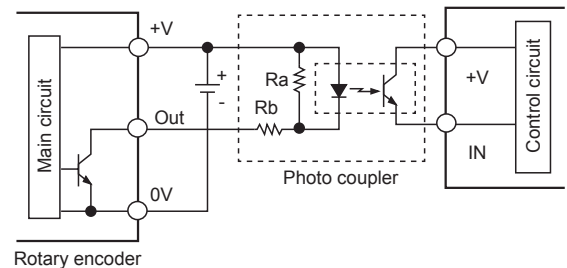 +V
Main circuit
Out
0V
Rotary encoder
+
-
Ra
Rb
Photo coupler
+V
IN
Control circuit